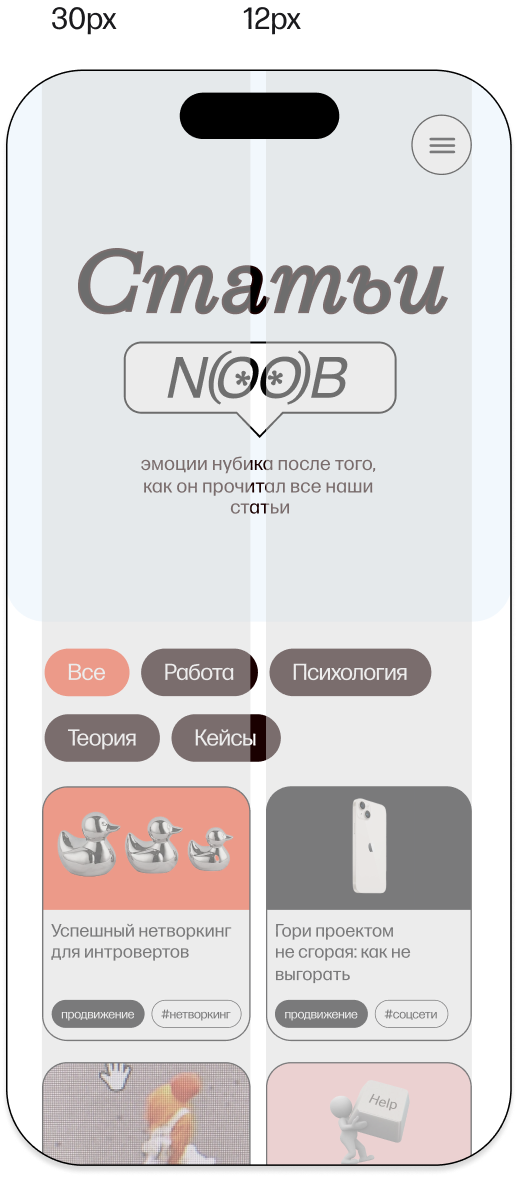 30px 12px
Статьи
N(O*O*)B
эмоции нубика после того,
как он прочитал все наши
статьи
Все Работа Психология
Теория Кейсы
Успешный нетворкинг
для интровертов
продвижение #нетворкинг
Гори проектом
не сгорая: как не
выгорать
продвижение #соцсети
Help